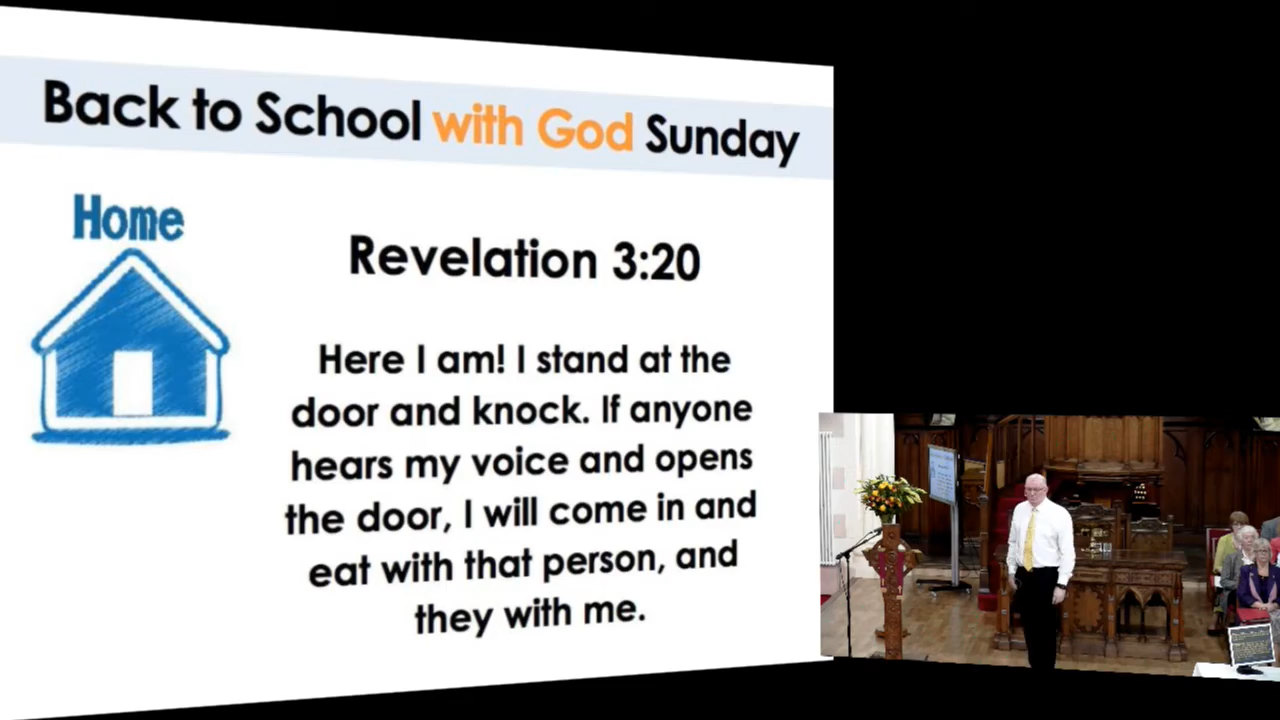 Back to School with God Sunday
Home
Revelation 3:20
Here I am! I stand at the
door and knock. If anyone
hears my voice and opens
the door, I will come in and
eat with that person, and
they with me.